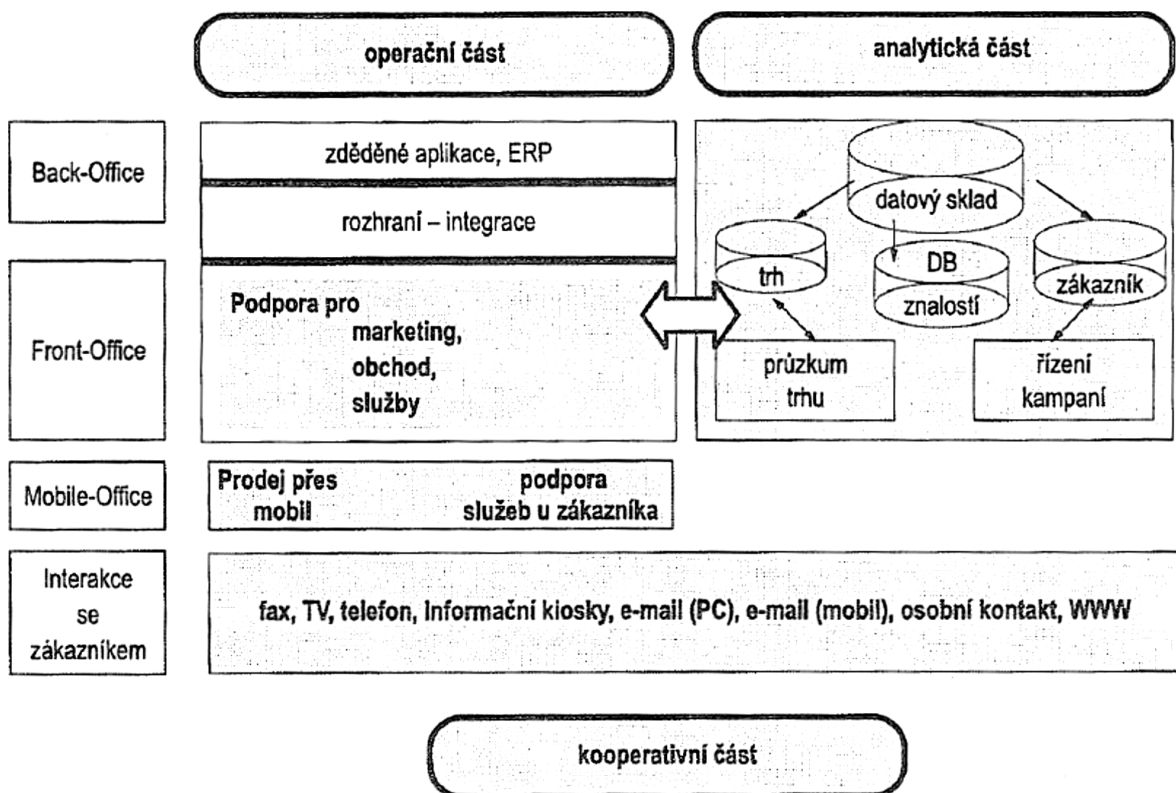 operační část
analytická část
Back-Office
zděděné aplikace, ERP
rozhraní – integrace
datový sklad
trh
DB
znalostí
zákazník
Front-Office
Podpora pro
marketing,
obchod,
služby
průzkum
trhu
řízení
kampaní
Mobile-Office
Prodej přes
mobil
podpora
služeb u zákazníka
Interakce
se
zákazníkem
fax, TV, telefon, Informační kiosky, e-mail (PC), e-mail (mobil), osobní kontakt, WWW
kooperativní část